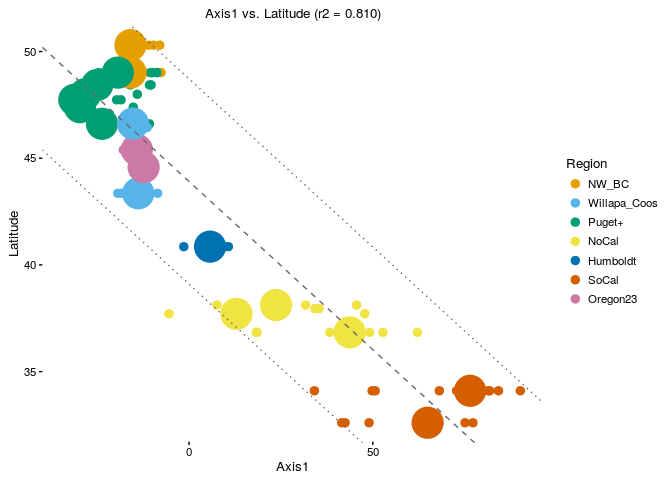 Axis1 vs. Latitude (r2 = 0.810)
50
45
40
35
Latitude
0
50
Axis1
Region
NW_BC
Willapa_Coos
Puget+
NoCal
Humboldt
SoCal
Oregon23